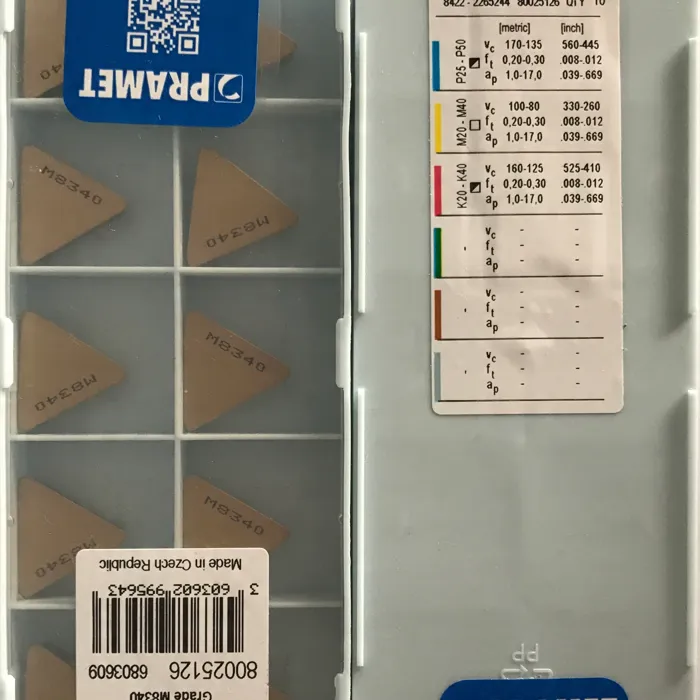 PRAMET
M8340
M8340
M8340
M8340
M8340
M8340
Made in Czech Republic
3 603602 995643
80025126 6803609
Grade M8340
8422 - 2265244 80025126 QTY 10
[metric] [inch]
P25 - P50
vc 170-135 560-445
ft 0,20-0,30 .008-.012
ap 1,0-17,0 .039-.669
M20 - M40
vc 100-80 330-260
ft 0,20-0,30 .008-.012
ap 1,0-17,0 .039-.669
K20 - K40
vc 160-125 525-410
ft 0,20-0,30 .008-.012
ap 1,0-17,0 .039-.669
vc - -
ft - -
ap - -
vc - -
ft - -
ap - -
vc - -
ft - -
ap - -
PP